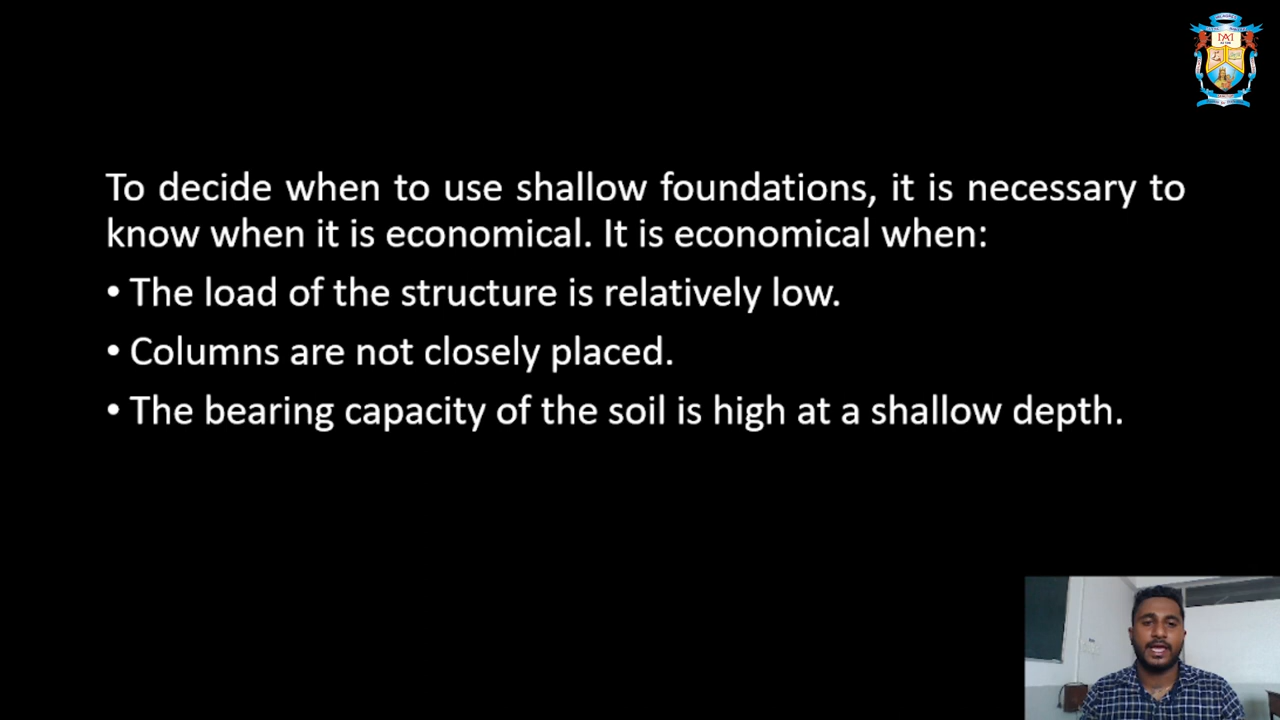 To decide when to use shallow foundations, it is necessary to
know when it is economical. It is economical when:
• The load of the structure is relatively low.
• Columns are not closely placed.
• The bearing capacity of the soil is high at a shallow depth.